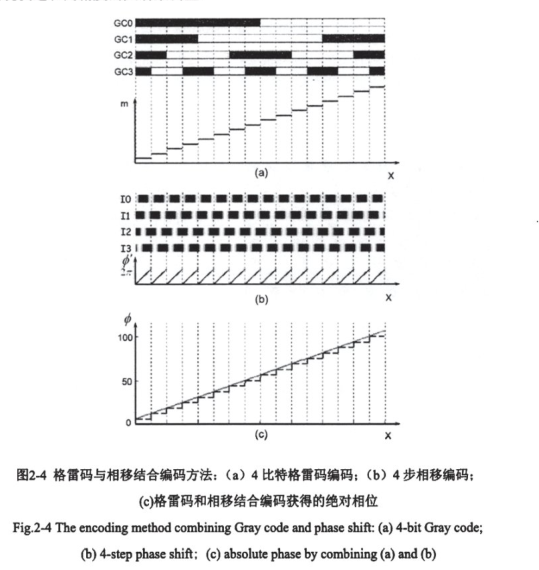 GC0
GC1
GC2
GC3
m
X
(a)
I0
I1
I2
I3
ϕ'
2π
X
(b)
ϕ
100
50
0
X
(c)
图2-4 格雷码与相移结合编码方法：（a）4比特格雷码编码；（b）4步相移编码；
(c)格雷码和相移结合编码获得的绝对相位
Fig.2-4 The encoding method combining Gray code and phase shift: (a) 4-bit Gray code;
(b) 4-step phase shift；(c) absolute phase by combining (a) and (b)